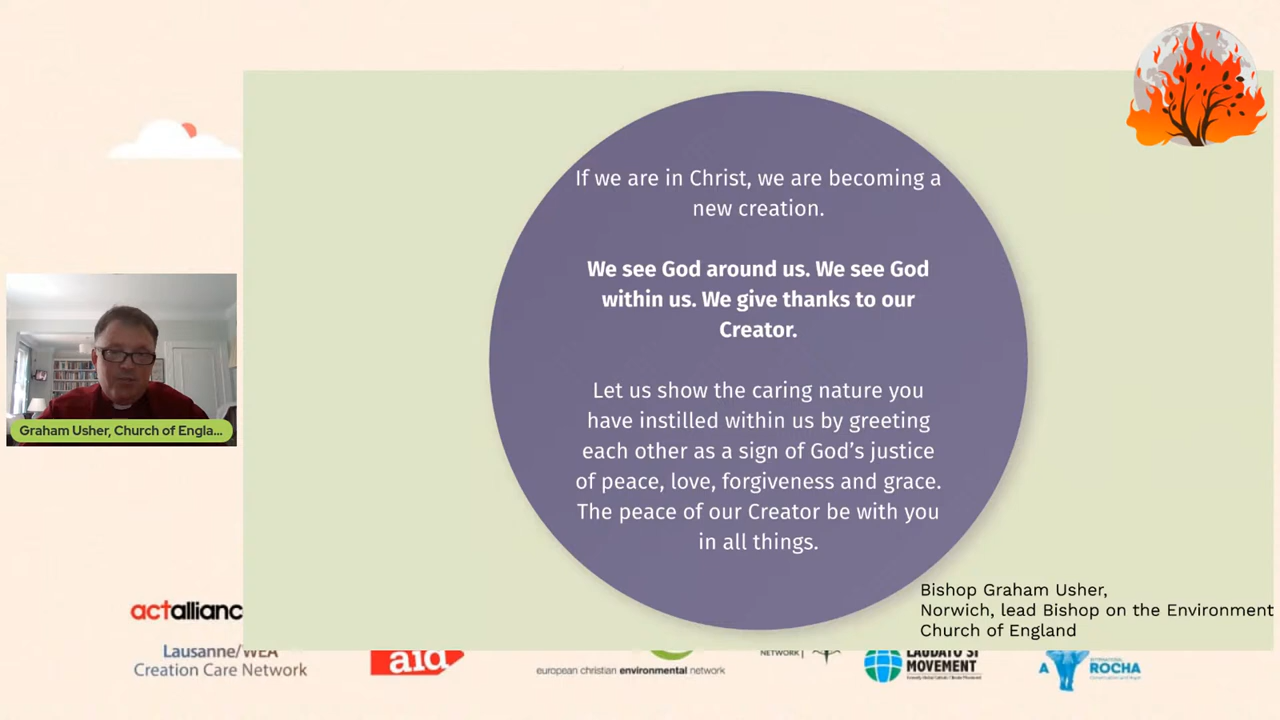 If we are in Christ, we are becoming a
new creation.
We see God around us. We see God
within us. We give thanks to our
Creator.
Let us show the caring nature you
have instilled within us by greeting
each other as a sign of God's justice
of peace, love, forgiveness and grace.
The peace of our Creator be with you
in all things.
Graham Usher, Church of Engla...
Bishop Graham Usher,
Norwich, lead Bishop on the Environment
Church of England
actallianc
Lausanne/WEA
Creation Care Network
aid
european christian environmental network
NETWORK
LAUDATO SI'
MOVEMENT
A ROCHA